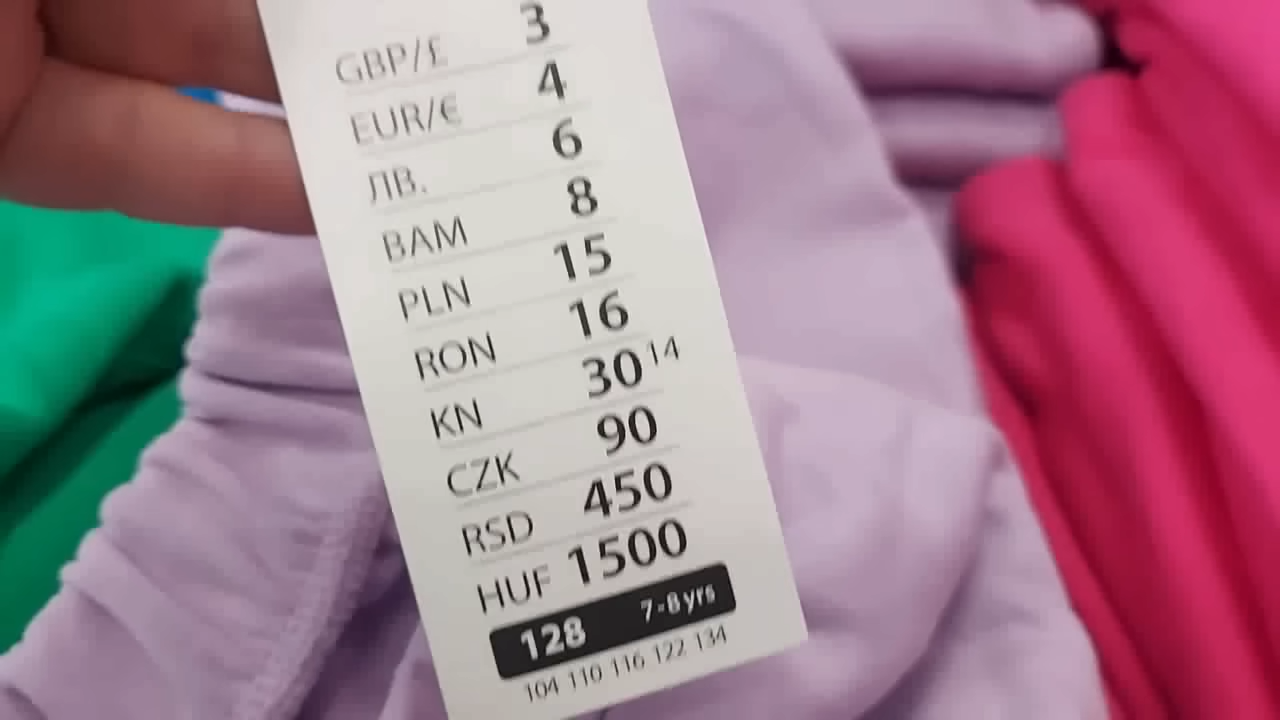 GBP/£ 3
EUR/€ 4
ЛВ. 6
BAM 8
PLN 15
RON 16
KN 30 14
CZK 90
RSD 450
HUF 1500
128 7-8 yrs
104 110 116 122 134